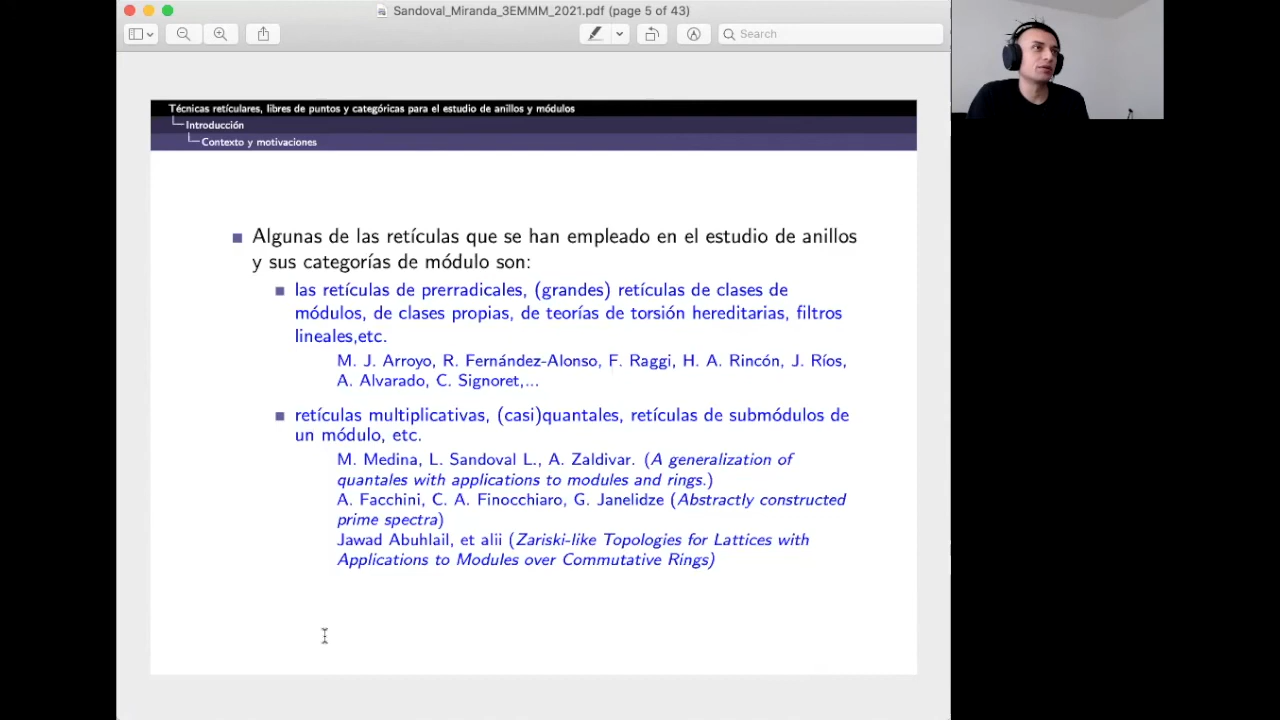 Sandoval_Miranda_3EMMM_2021.pdf (page 5 of 43)
Search
Técnicas retículares, libres de puntos y categóricas para el estudio de anillos y módulos
Introducción
Contexto y motivaciones
Algunas de las retículas que se han empleado en el estudio de anillos
y sus categorías de módulo son:
las retículas de prerradicales, (grandes) retículas de clases de
módulos, de clases propias, de teorías de torsión hereditarias, filtros
lineales,etc.
M. J. Arroyo, R. Fernández-Alonso, F. Raggi, H. A. Rincón, J. Ríos,
A. Alvarado, C. Signoret,...
retículas multiplicativas, (casi)quantales, retículas de submódulos de
un módulo, etc.
M. Medina, L. Sandoval L., A. Zaldivar. (A generalization of
quantales with applications to modules and rings.)
A. Facchini, C. A. Finocchiaro, G. Janelidze (Abstractly constructed
prime spectra)
Jawad Abuhlail, et alii (Zariski-like Topologies for Lattices with
Applications to Modules over Commutative Rings)